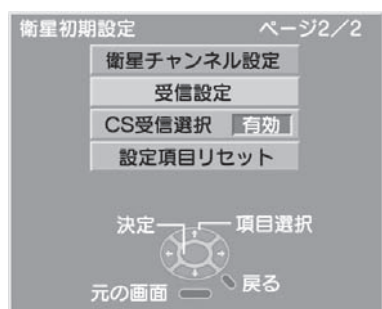 衛星初期設定 ページ2／2
衛星チャンネル設定
受信設定
CS受信選択 有効
設定項目リセット
決定 項目選択
戻る
元の画面